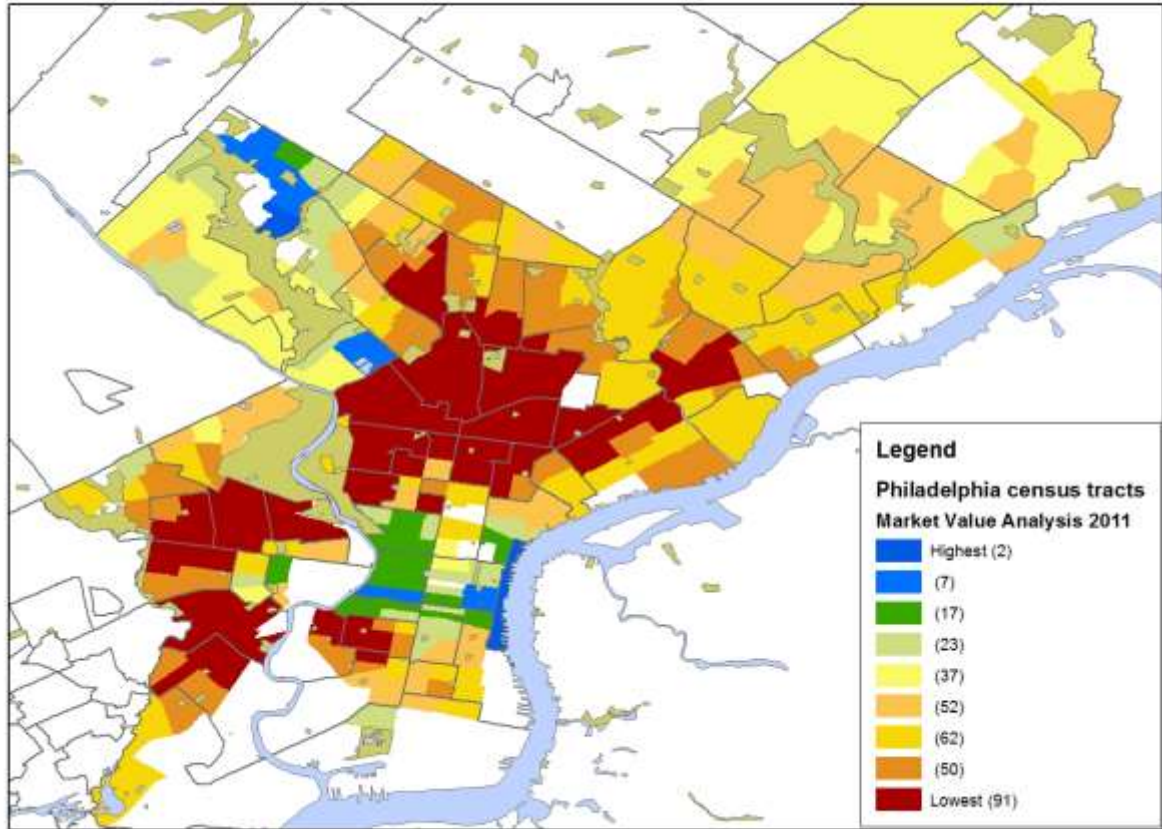 Legend
Philadelphia census tracts
Market Value Analysis 2011
Highest (2)
(7)
(17)
(23)
(37)
(52)
(62)
(50)
Lowest (91)